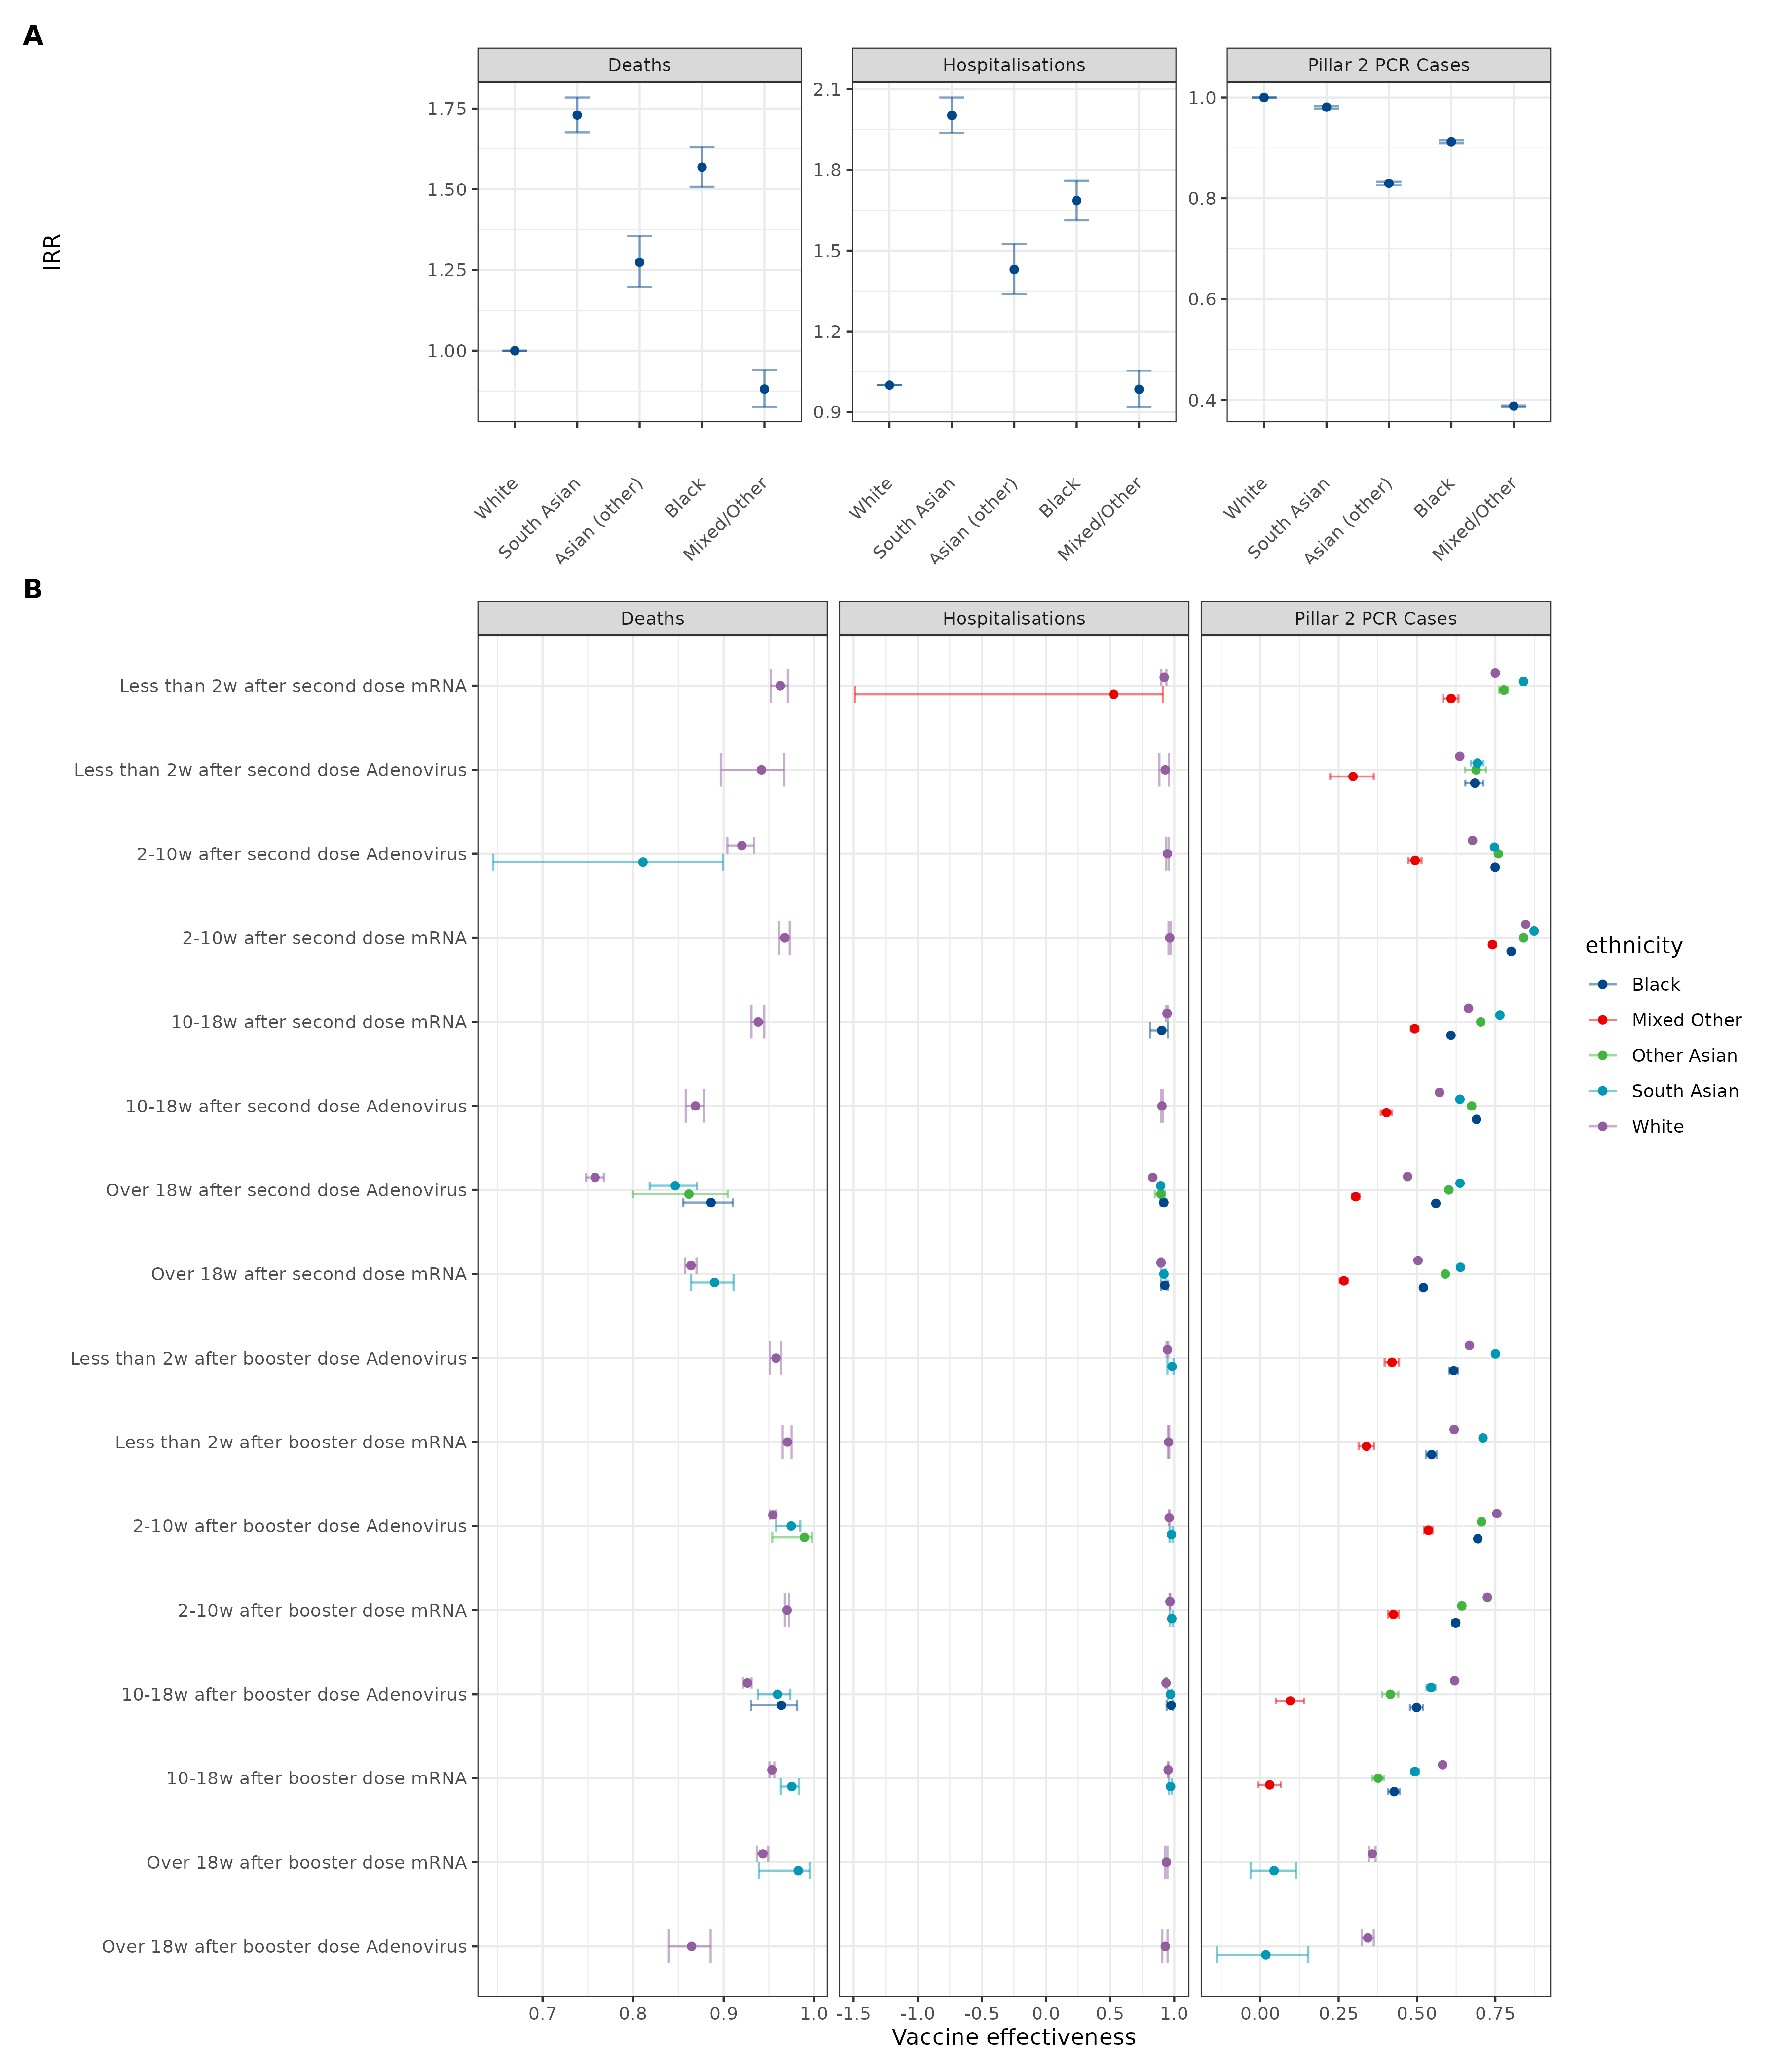 A
Deaths
Hospitalisations
Pillar 2 PCR Cases
IRR
1.75
1.50
1.25
1.00
2.1
1.8
1.5
1.2
0.9
1.0
0.8
0.6
0.4
White
South Asian
Asian (other)
Black
Mixed/Other
White
South Asian
Asian (other)
Black
Mixed/Other
White
South Asian
Asian (other)
Black
Mixed/Other
B
Deaths
Hospitalisations
Pillar 2 PCR Cases
Less than 2w after second dose mRNA
Less than 2w after second dose Adenovirus
2-10w after second dose Adenovirus
2-10w after second dose mRNA
10-18w after second dose mRNA
10-18w after second dose Adenovirus
Over 18w after second dose Adenovirus
Over 18w after second dose mRNA
Less than 2w after booster dose Adenovirus
Less than 2w after booster dose mRNA
2-10w after booster dose Adenovirus
2-10w after booster dose mRNA
10-18w after booster dose Adenovirus
10-18w after booster dose mRNA
Over 18w after booster dose mRNA
Over 18w after booster dose Adenovirus
0.7 0.8 0.9 1.0
-1.5 -1.0 -0.5 0.0 0.5 1.0
0.00 0.25 0.50 0.75
Vaccine effectiveness
ethnicity
Black
Mixed Other
Other Asian
South Asian
White